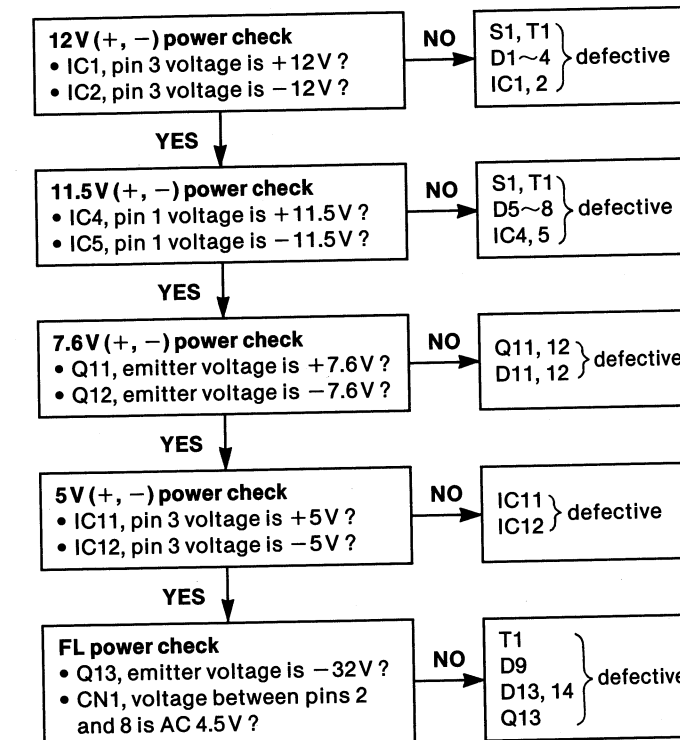 12V (+, −) power check
• IC1, pin 3 voltage is +12V ?
• IC2, pin 3 voltage is −12V ?
NO
S1, T1
D1~4
IC1, 2
defective
YES
11.5V (+, −) power check
• IC4, pin 1 voltage is +11.5V ?
• IC5, pin 1 voltage is −11.5V ?
NO
S1, T1
D5~8
IC4, 5
defective
YES
7.6V (+, −) power check
• Q11, emitter voltage is +7.6V ?
• Q12, emitter voltage is −7.6V ?
NO
Q11, 12
D11, 12
defective
YES
5V (+, −) power check
• IC11, pin 3 voltage is +5V ?
• IC12, pin 3 voltage is −5V ?
NO
IC11
IC12
defective
YES
FL power check
• Q13, emitter voltage is −32V ?
• CN1, voltage between pins 2
and 8 is AC 4.5V ?
NO
T1
D9
D13, 14
Q13
defective